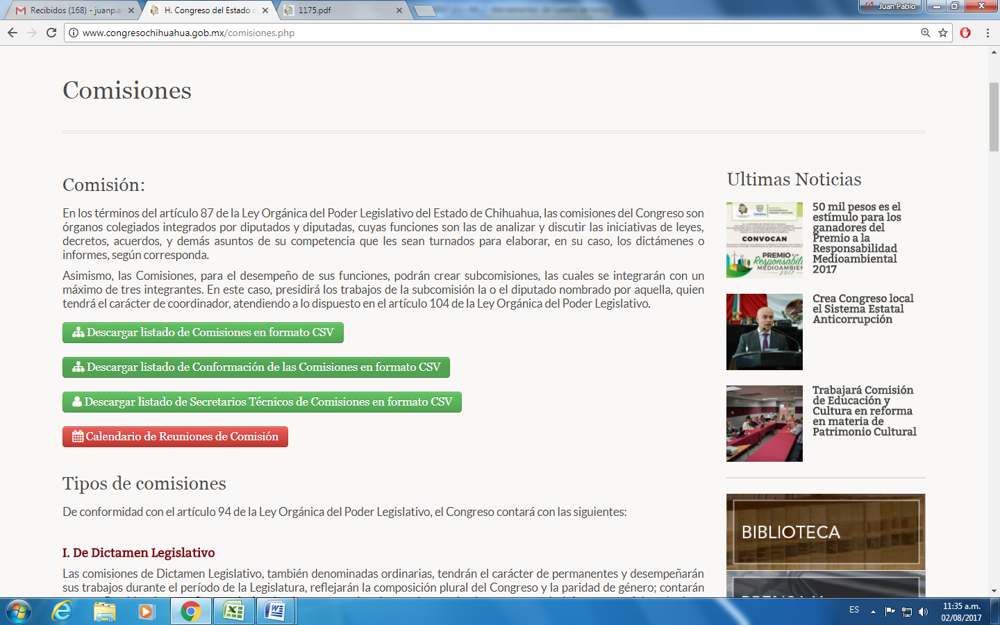 Recibidos (168) - juanp.a
H. Congreso del Estado d
1175.pdf
Juan Pablo
www.congresochihuahua.gob.mx/comisiones.php
Comisiones
Comisión:
En los términos del artículo 87 de la Ley Orgánica del Poder Legislativo del Estado de Chihuahua, las comisiones del Congreso son
órganos colegiados integrados por diputados y diputadas, cuyas funciones son las de analizar y discutir las iniciativas de leyes,
decretos, acuerdos, y demás asuntos de su competencia que les sean turnados para elaborar, en su caso, los dictámenes o
informes, según corresponda.
Asimismo, las Comisiones, para el desempeño de sus funciones, podrán crear subcomisiones, las cuales se integrarán con un
máximo de tres integrantes. En este caso, presidirá los trabajos de la subcomisión la o el diputado nombrado por aquella, quien
tendrá el carácter de coordinador, atendiendo a lo dispuesto en el artículo 104 de la Ley Orgánica del Poder Legislativo.
Descargar listado de Comisiones en formato CSV
Descargar listado de Conformación de las Comisiones en formato CSV
Descargar listado de Secretarios Técnicos de Comisiones en formato CSV
Calendario de Reuniones de Comisión
Tipos de comisiones
De conformidad con el artículo 94 de la Ley Orgánica del Poder Legislativo, el Congreso contará con las siguientes:
I. De Dictamen Legislativo
Las comisiones de Dictamen Legislativo, también denominadas ordinarias, tendrán el carácter de permanentes y desempeñarán
sus trabajos durante el período de la Legislatura, reflejarán la composición plural del Congreso y la paridad de género; contarán
Últimas Noticias
CONVOCAN
PREMIO A LA
Responsabili
MEDIOAMBIEN
2017
50 mil pesos es el
estímulo para los
ganadores del
Premio a la
Responsabilidad
Medioambiental
2017
Crea Congreso local
el Sistema Estatal
Anticorrupción
Trabajará Comisión
de Educación y
Cultura en reforma
en materia de
Patrimonio Cultural
BIBLIOTECA
PRENSA Y
ES
11:35 a.m.
02/08/2017